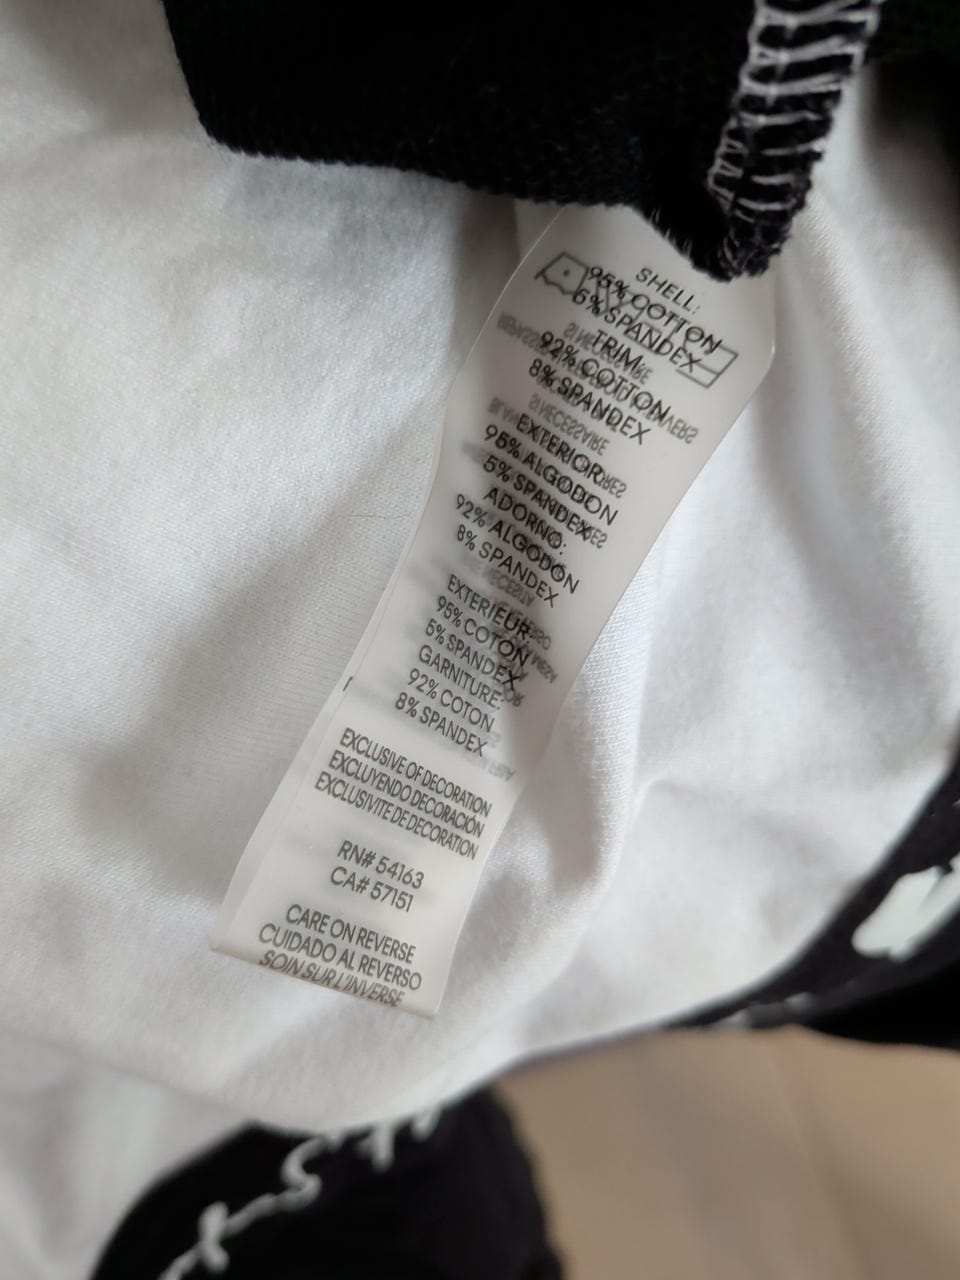 SHELL:
95% COTTON
5% SPANDEX
TRIM:
92% COTTON
8% SPANDEX
EXTERIOR:
95% ALGODON
5% SPANDEX
ADORNO:
92% ALGODON
8% SPANDEX
EXTERIEUR:
95% COTON
5% SPANDEX
GARNITURE:
92% COTON
8% SPANDEX
EXCLUSIVE OF DECORATION
EXCLUYENDO DECORACIÓN
EXCLUSIVITE DE DECORATION
RN# 54163
CA# 57151
CARE ON REVERSE
CUIDADO AL REVERSO
SOIN SUR L'INVERSE